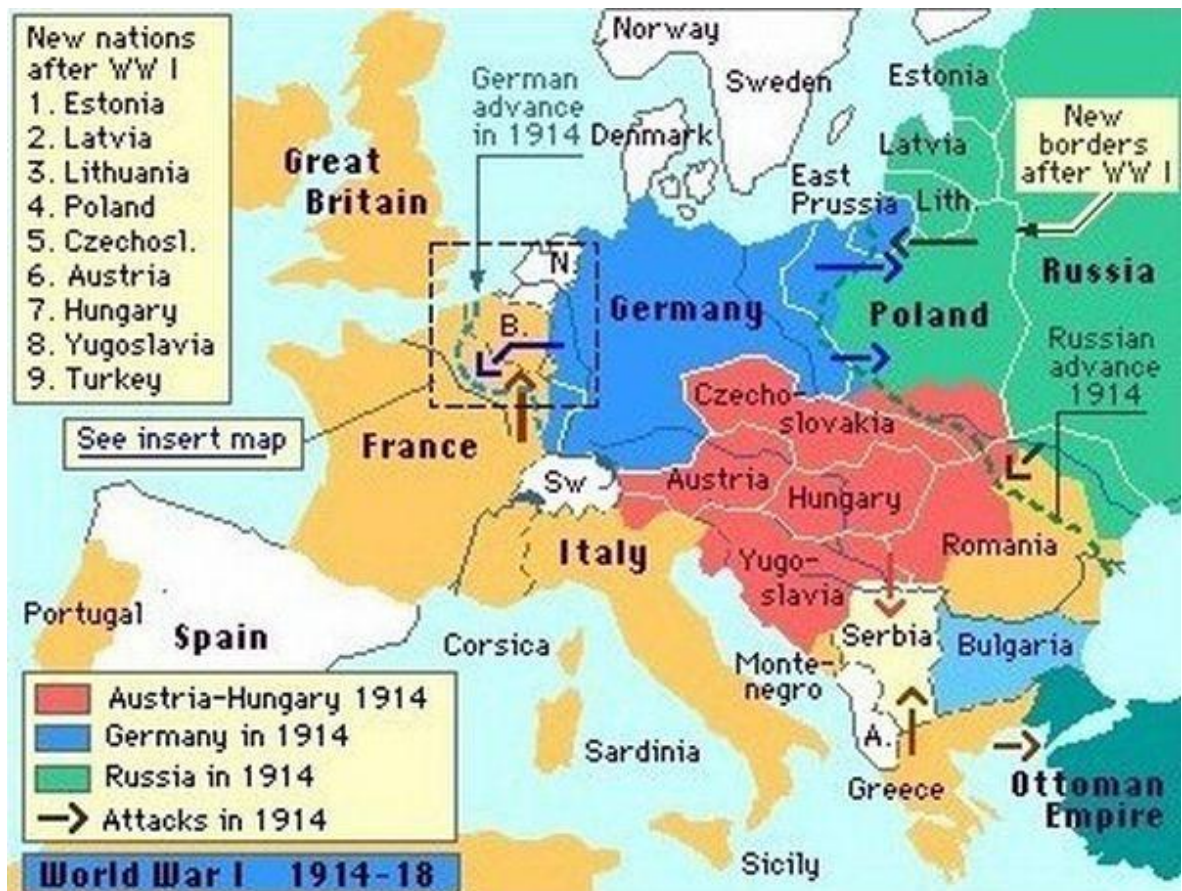 New nations
after WW I
1. Estonia
2. Latvia
3. Lithuania
4. Poland
5. Czechosl.
6. Austria
7. Hungary
8. Yugoslavia
9. Turkey
German
advance
in 1914
Norway
Sweden
Denmark
Estonia
Latvia
Lith.
East
Prussia
New
borders
after WW I
Great
Britain
N.
B.
Germany
Poland
Russia
Russian
advance
1914
See insert map
France
Sw
Czecho-
slovakia
Austria
Hungary
Romania
Italy
Yugo-
slavia
Serbia
Bulgaria
Monte-
negro
A.
Greece
Ottoman
Empire
Portugal
Spain
Corsica
Sardinia
Sicily
Austria-Hungary 1914
Germany in 1914
Russia in 1914
Attacks in 1914
World War I 1914-18